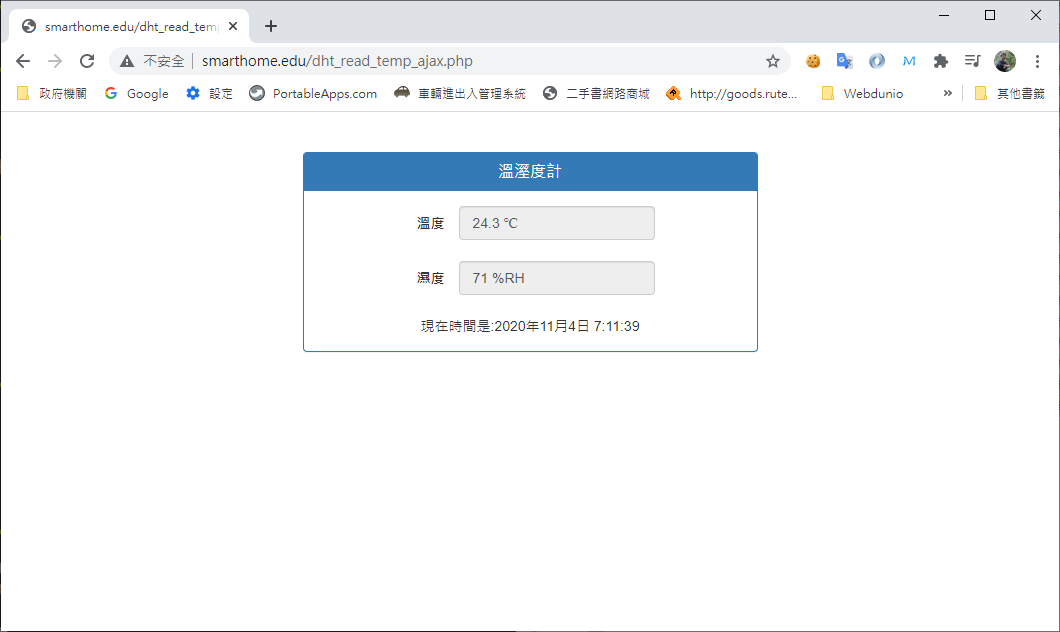 smarthome.edu/dht_read_tem
不安全 smarthome.edu/dht_read_temp_ajax.php
政府機關 Google 設定 PortableApps.com 車輛進出入管理系統 二手書網路商城 http://goods.rute... Webdunio » 其他書籤
溫溼度計
溫度 24.3 ℃
濕度 71 %RH
現在時間是:2020年11月4日 7:11:39